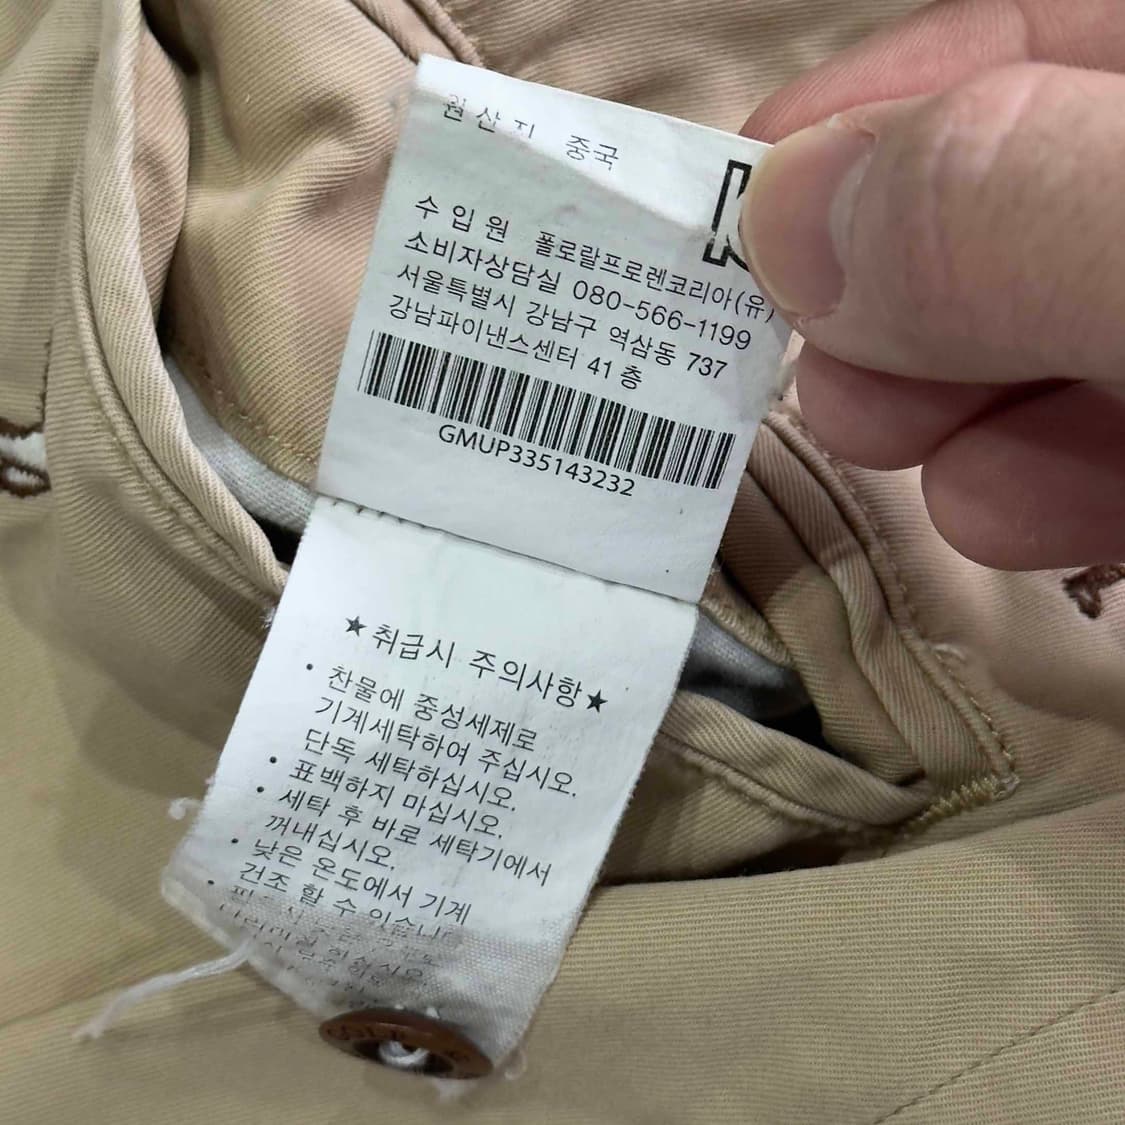 원산지 중국
수입원 폴로랄프로렌코리아(유)
소비자상담실 080-566-1199
서울특별시 강남구 역삼동 737
강남파이낸스센터 41층
GMUP335143232
★취급시 주의사항★
• 찬물에 중성세제로
기계세탁하여 주십시오.
단독 세탁하십시오.
• 표백하지 마십시오.
• 세탁 후 바로 세탁기에서
꺼내십시오.
• 낮은 온도에서 기계
건조 할 수 있습니다